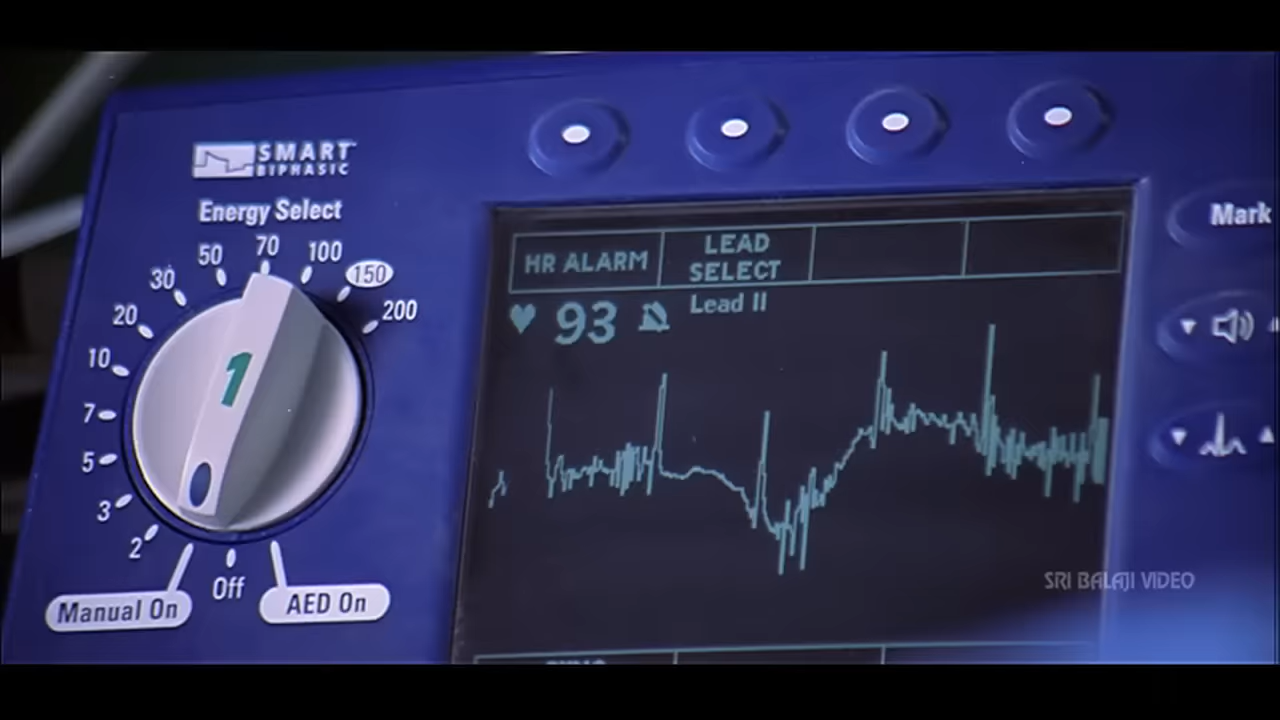 SMART
BIPHASIC
Energy Select
2
3
5
7
10
20
30
50
70
100
150
200
1
Manual On
Off
AED On
HR ALARM
LEAD
SELECT
93
Lead II
Mark
SRI BALAJI VIDEO